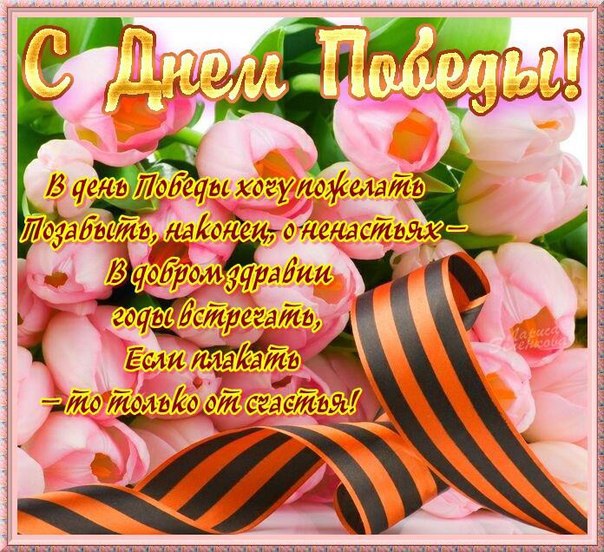 С Днем Победы!
В день Победы хочу пожелать
Позабыть, наконец, о ненастьях –
В добром здравии
годы встречать,
Если плакать
– то только от счастья!
Лариса